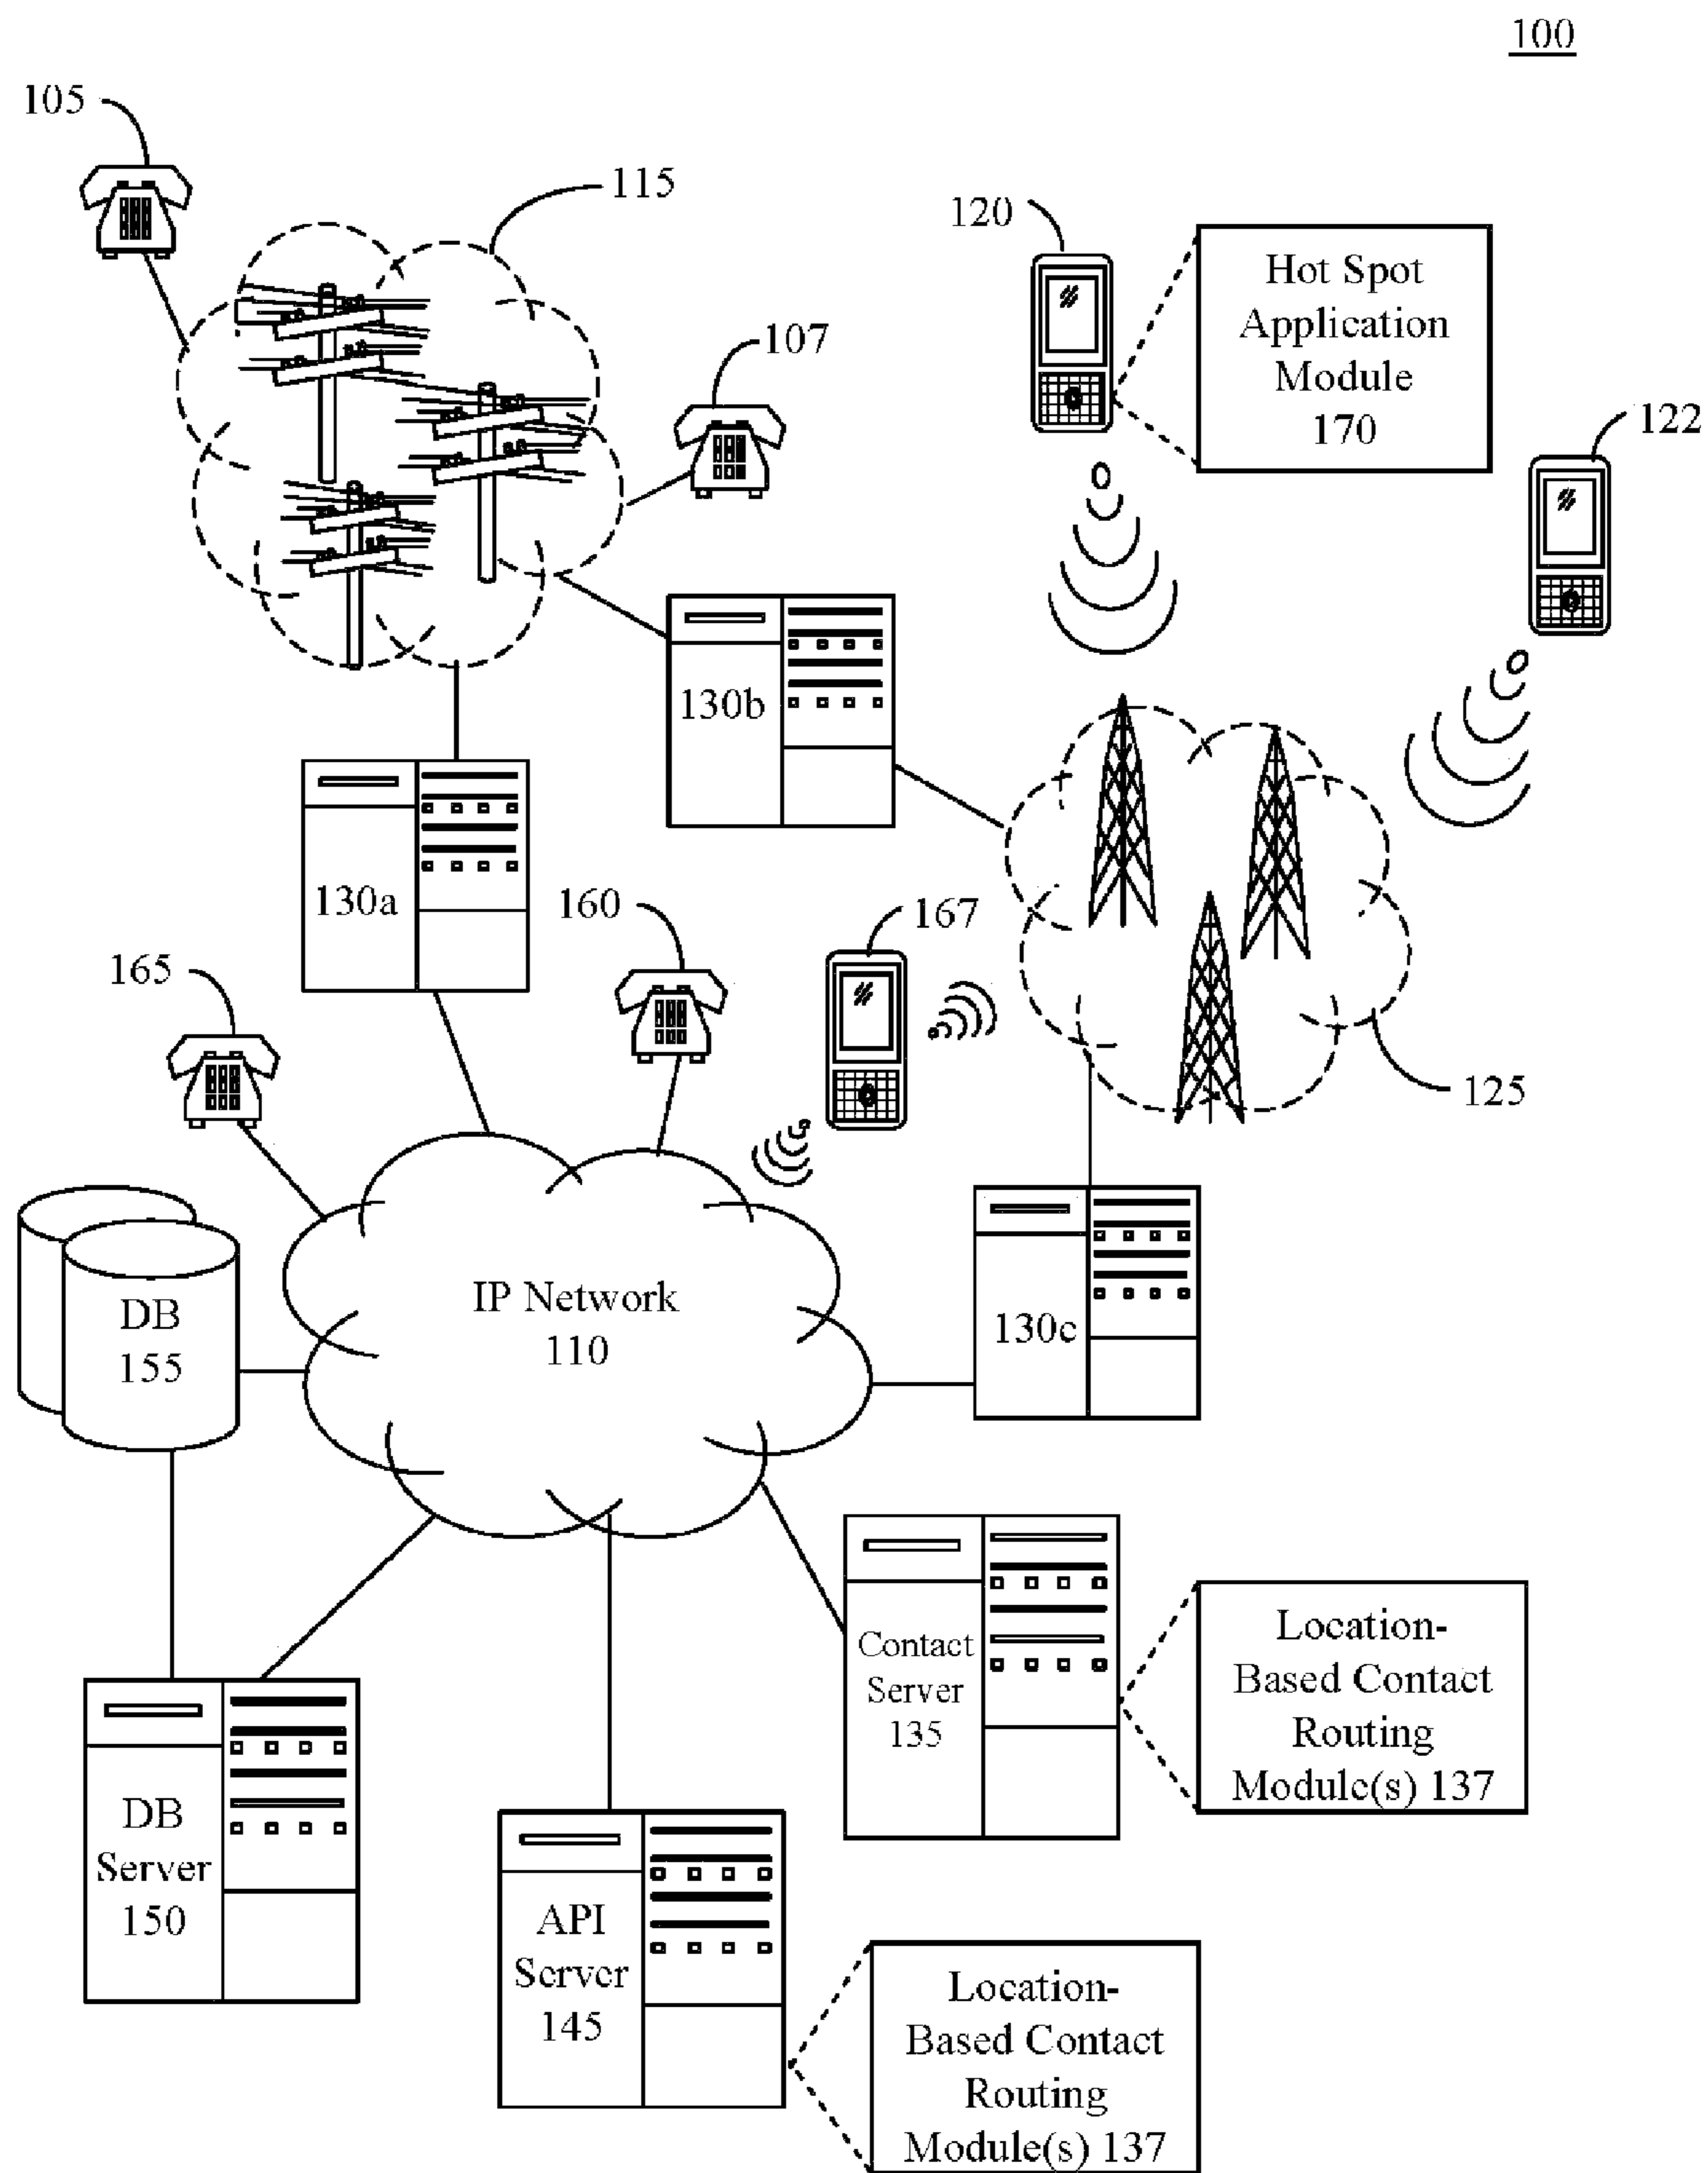 100
105
115
120
Hot Spot
Application
Module
170
107
122
130b
130a
160
167
165
125
IP Network
110
DB
155
130c
Contact
Server
135
Location-
Based Contact
Routing
Module(s) 137
DB
Server
150
API
Server
145
Location-
Based Contact
Routing
Module(s) 137